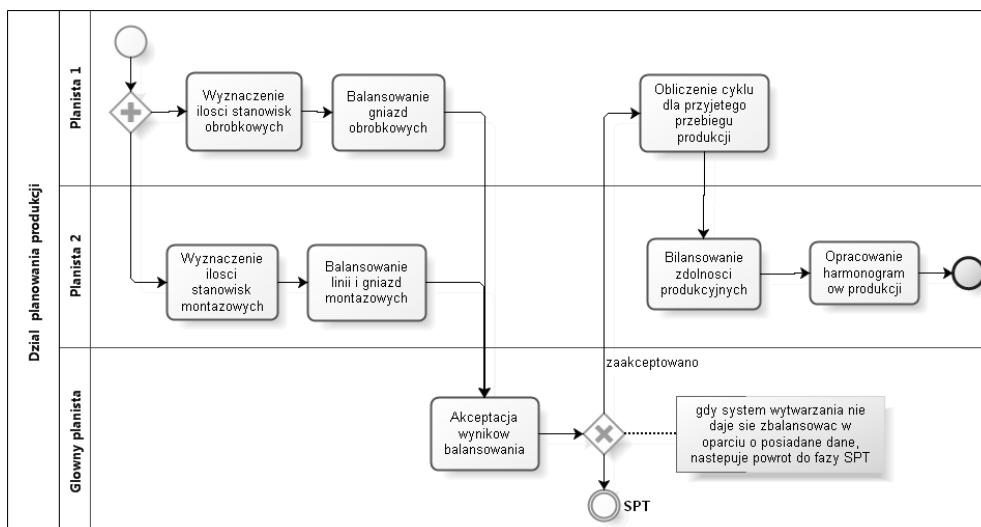 Dzial planowania produkcji
Planista 1
Wyznaczenie
ilosci stanowisk
obrobkowych
Balansowanie
gniazd
obrobkowych
Obliczenie cyklu
dla przyjetego
przebiegu
produkcji
Planista 2
Wyznaczenie
ilosci
stanowisk
montazowych
Balansowanie
linii i gniazd
montazowych
Bilansowanie
zdolnosci
produkcyjnych
Opracowanie
harmonogram
ow produkcji
Glowny planista
Akceptacja
wynikow
balansowania
zaakceptowano
gdy system wytwarzania nie
daje sie zbalansowac w
oparciu o posiadane dane,
nastepuje powrot do fazy SPT
SPT